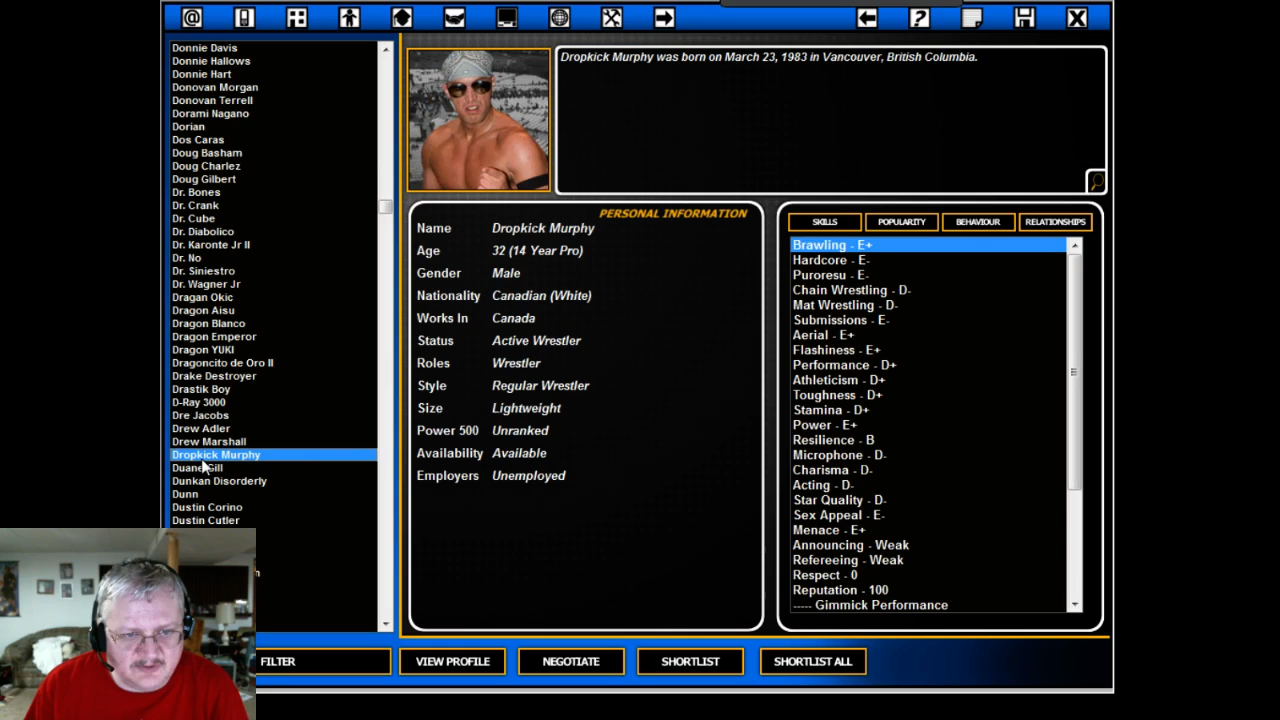 Donnie Davis
Donnie Hallows
Donnie Hart
Donovan Morgan
Donovan Terrell
Dorami Nagano
Dorian
Dos Caras
Doug Basham
Doug Charlez
Doug Gilbert
Dr. Bones
Dr. Crank
Dr. Cube
Dr. Diabolico
Dr. Karonte Jr II
Dr. No
Dr. Siniestro
Dr. Wagner Jr
Dragan Okic
Dragon Aisu
Dragon Blanco
Dragon Emperor
Dragon YUKI
Dragoncito de Oro II
Drake Destroyer
Drastik Boy
D-Ray 3000
Dre Jacobs
Drew Adler
Drew Marshall
Dropkick Murphy
Duane Gill
Dunkan Disorderly
Dunn
Dustin Corino
Dustin Cutler
FILTER
Dropkick Murphy was born on March 23, 1983 in Vancouver, British Columbia.
PERSONAL INFORMATION
Name Dropkick Murphy
Age 32 (14 Year Pro)
Gender Male
Nationality Canadian (White)
Works In Canada
Status Active Wrestler
Roles Wrestler
Style Regular Wrestler
Size Lightweight
Power 500 Unranked
Availability Available
Employers Unemployed
SKILLS POPULARITY BEHAVIOUR RELATIONSHIPS
Brawling - E+
Hardcore - E-
Puroresu - E-
Chain Wrestling - D-
Mat Wrestling - D-
Submissions - E-
Aerial - E+
Flashiness - E+
Performance - D+
Athleticism - D+
Toughness - D+
Stamina - D+
Power - E+
Resilience - B
Microphone - D-
Charisma - D-
Acting - D-
Star Quality - D-
Sex Appeal - E-
Menace - E+
Announcing - Weak
Refereeing - Weak
Respect - 0
Reputation - 100
----- Gimmick Performance
VIEW PROFILE NEGOTIATE SHORTLIST SHORTLIST ALL